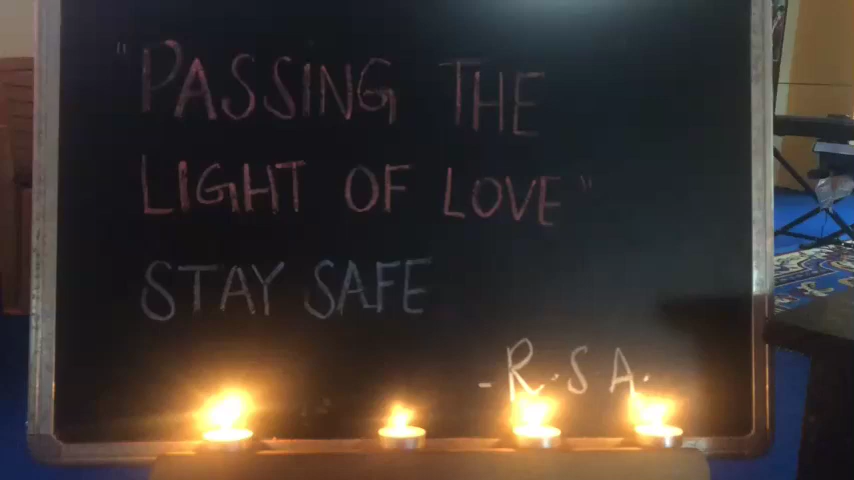 "PASSING THE
LIGHT OF LOVE"
STAY SAFE
- R.S A.